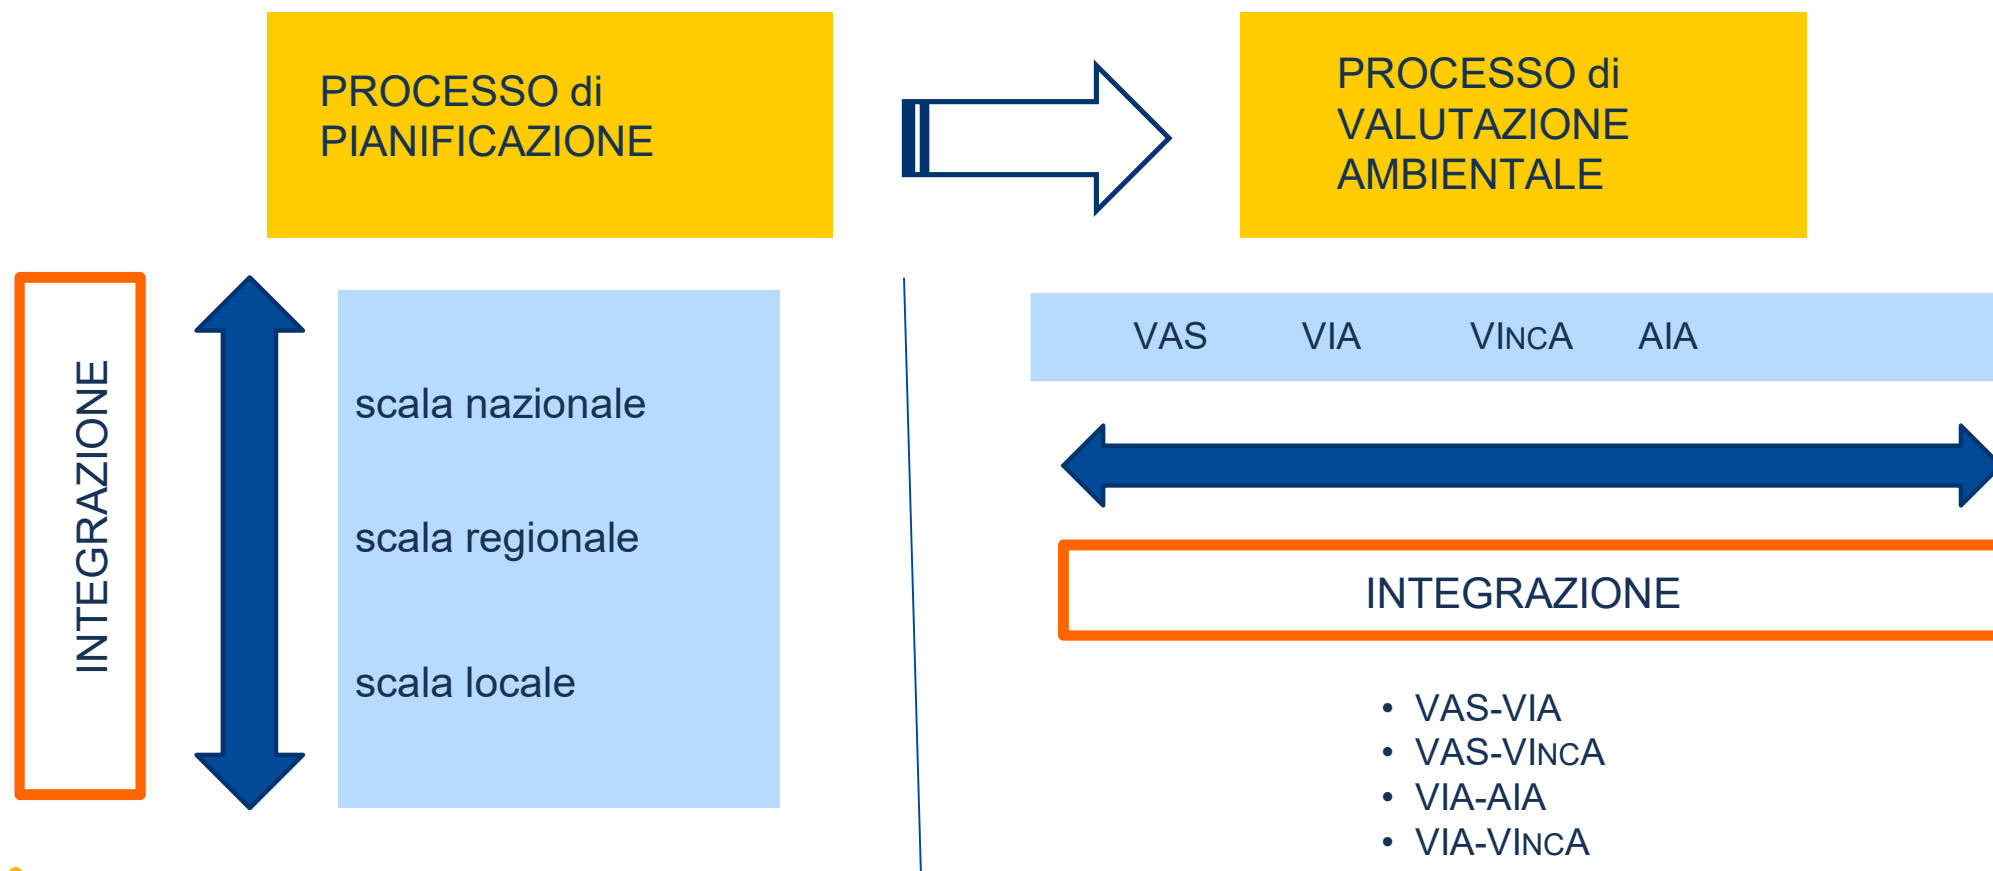 PROCESSO di
PIANIFICAZIONE
PROCESSO di
VALUTAZIONE
AMBIENTALE
INTEGRAZIONE
scala nazionale
scala regionale
scala locale
VAS VIA VINCA AIA
INTEGRAZIONE
• VAS-VIA
• VAS-VINCA
• VIA-AIA
• VIA-VINCA